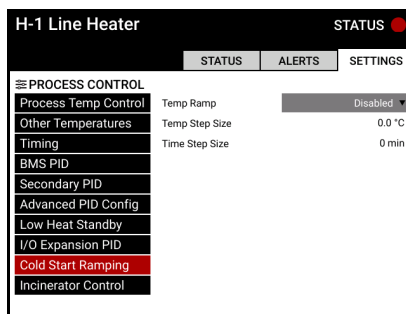 H-1 Line Heater
STATUS
STATUS ALERTS SETTINGS
PROCESS CONTROL
Process Temp Control
Temp Ramp Disabled
Other Temperatures
Temp Step Size 0.0 °C
Timing
Time Step Size 0 min
BMS PID
Secondary PID
Advanced PID Config
Low Heat Standby
I/O Expansion PID
Cold Start Ramping
Incinerator Control